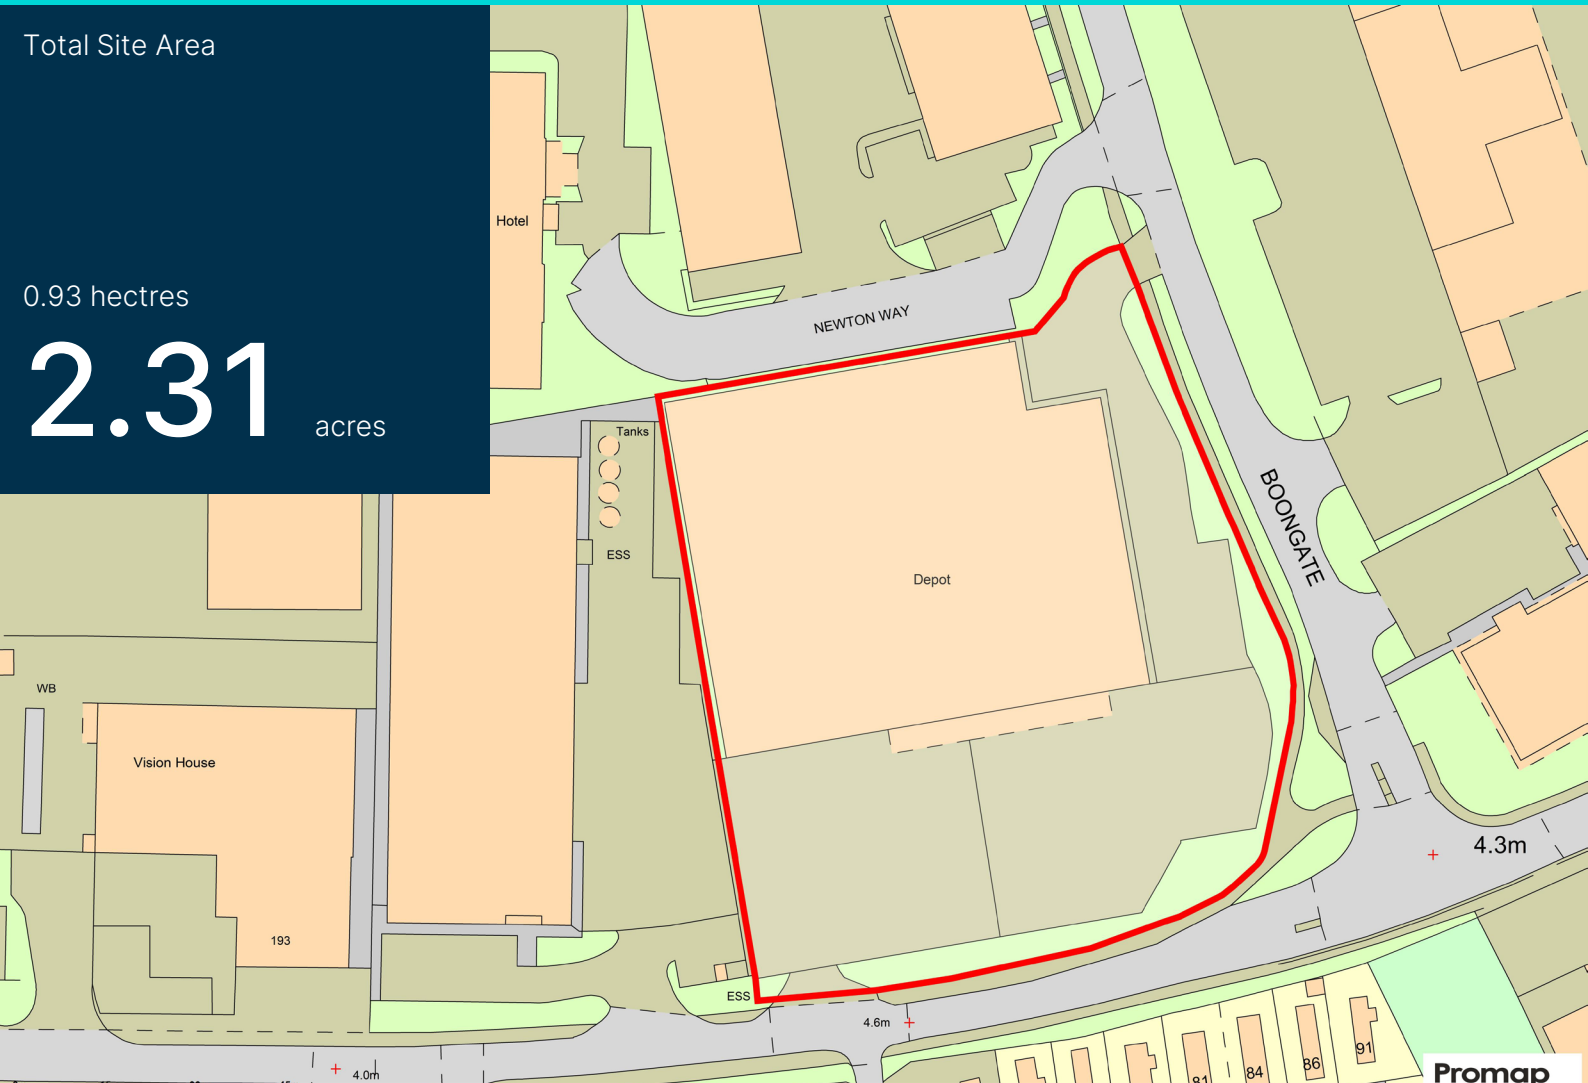 Total Site Area
0.93 hectres
2.31 acres
Hotel
NEWTON WAY
Tanks
ESS
BOONGATE
Depot
WB
Vision House
4.3m
193
ESS
4.6m
4.0m
81
84
86
91
Promap